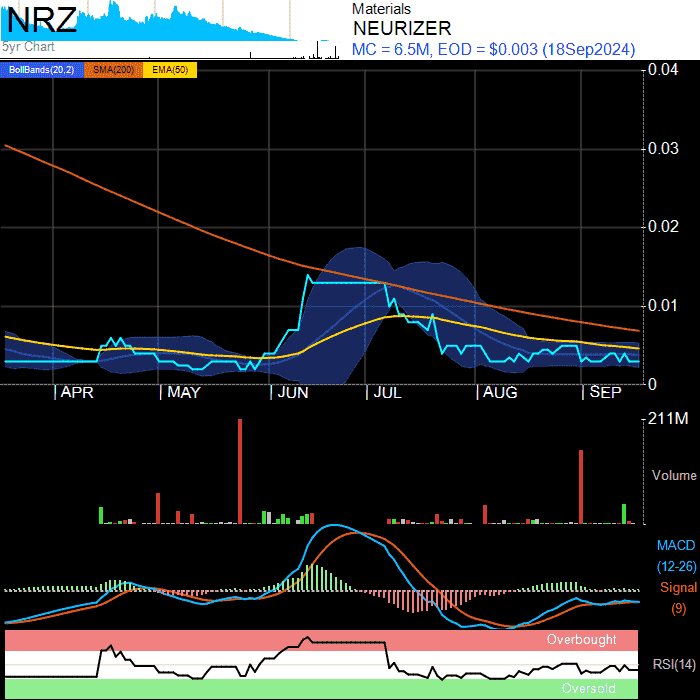 NRZ
5yr Chart
Materials
NEURIZER
MC = 6.5M, EOD = $0.003 (18Sep2024)
BollBands(20,2) SMA(200) EMA(50)
0.04
0.03
0.02
0.01
0
APR MAY JUN JUL AUG SEP
211M
Volume
MACD
(12-26)
Signal
(9)
Overbought
RSI(14)
Oversold